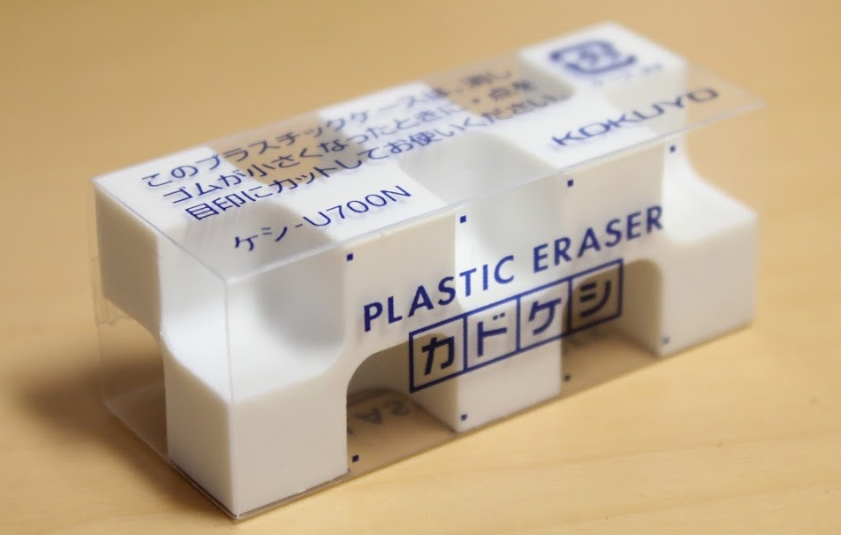 このプラスチックケースは、消し
ゴムが小さくなったときに・点を
目印にカットしてお使いください。
ケシ-U700N
KOKUYO
PLASTIC ERASER
カドケシ